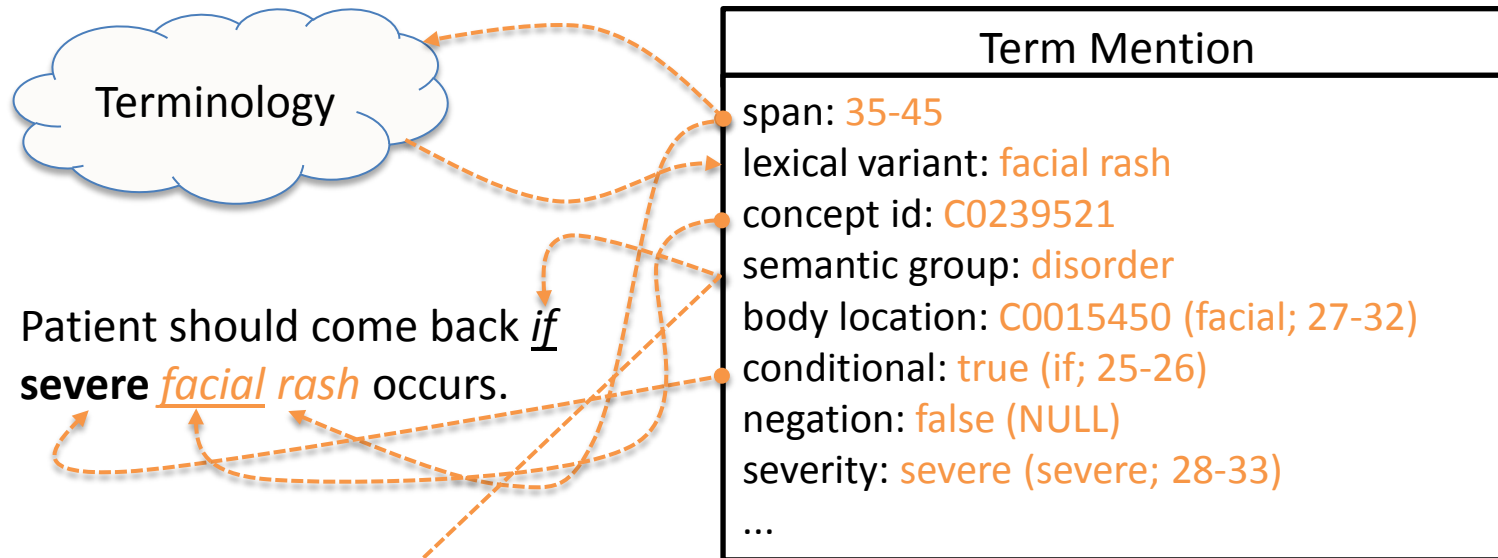 Terminology
Patient should come back if
severe facial rash occurs.
Term Mention
span: 35-45
lexical variant: facial rash
concept id: C0239521
semantic group: disorder
body location: C0015450 (facial; 27-32)
conditional: true (if; 25-26)
negation: false (NULL)
severity: severe (severe; 28-33)
...